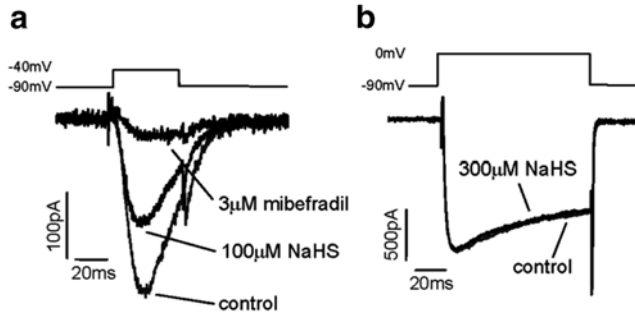 a
-40mV
-90mV
3μM mibefradil
100μM NaHS
control
100pA
20ms
b
0mV
-90mV
300μM NaHS
control
500pA
20ms